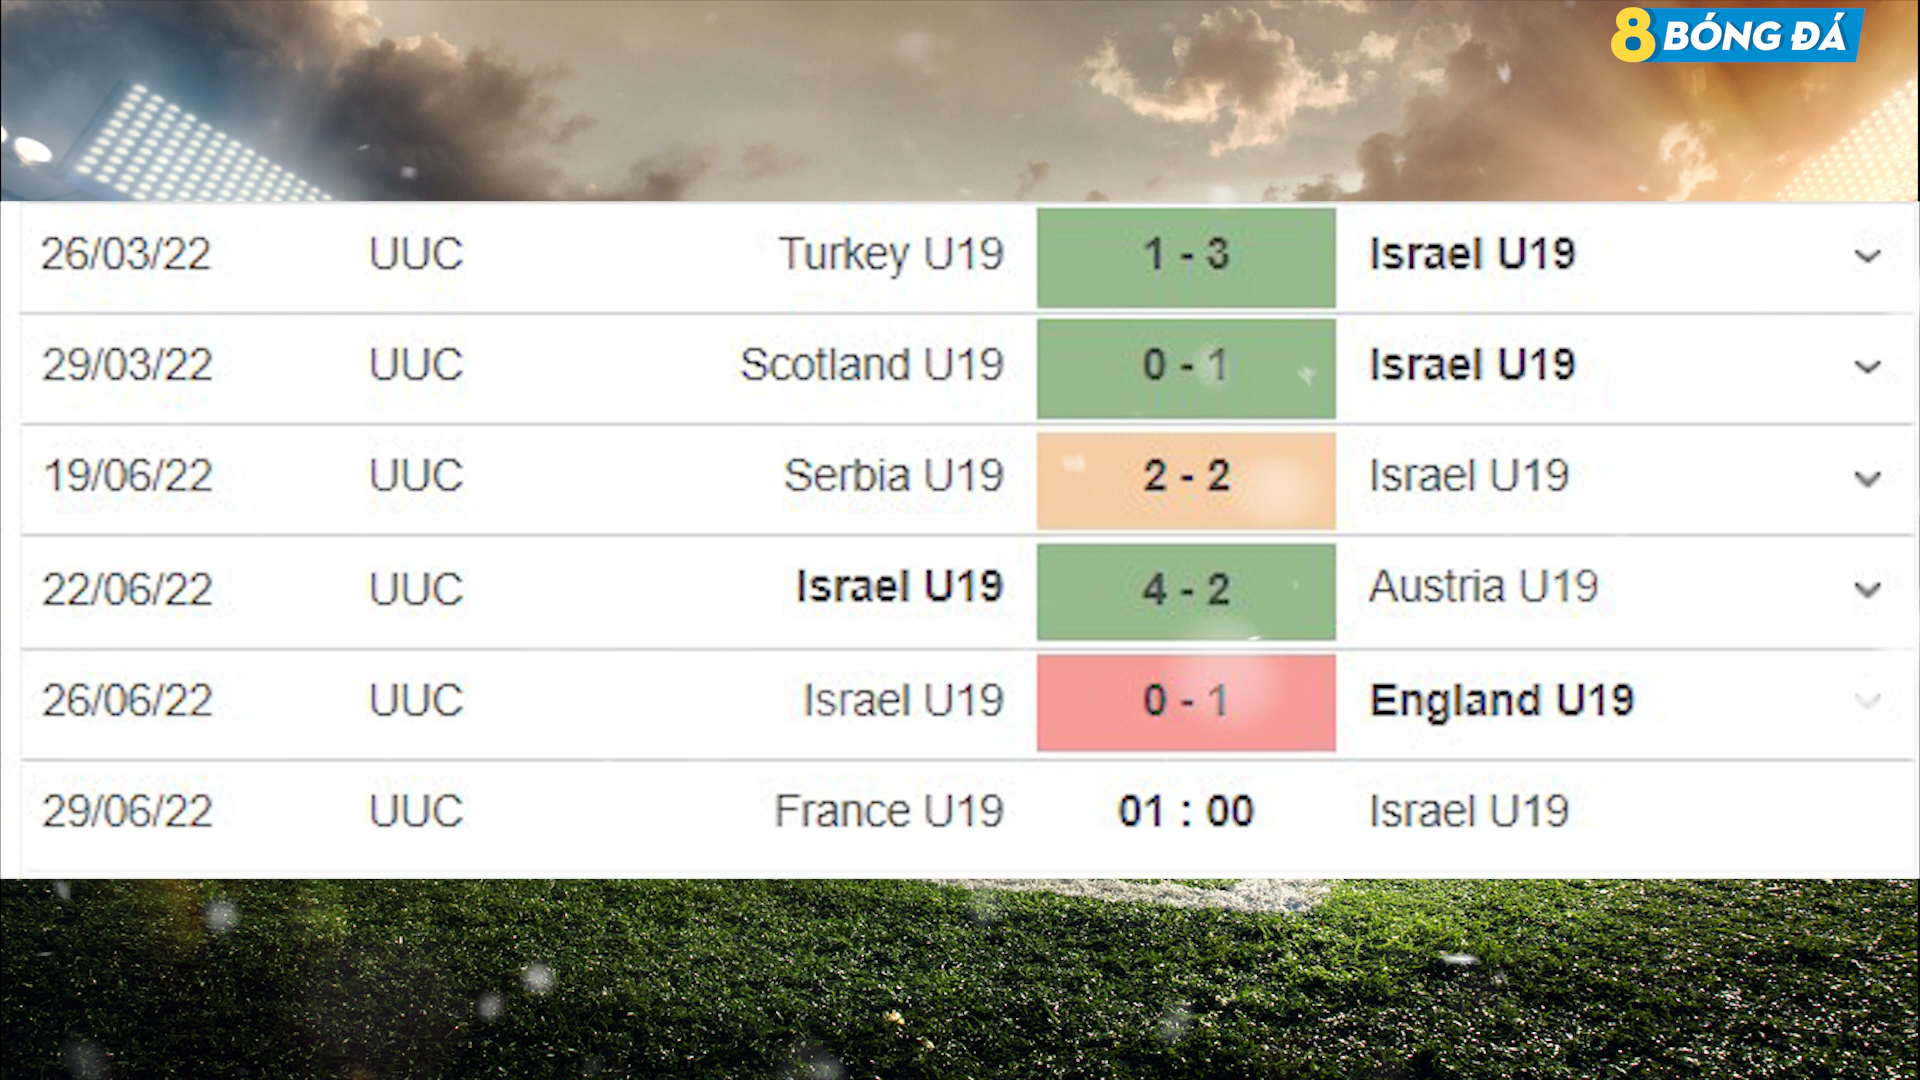 8 BÓNG ĐÁ
26/03/22 UUC Turkey U19 1 - 3 Israel U19
29/03/22 UUC Scotland U19 0 - 1 Israel U19
19/06/22 UUC Serbia U19 2 - 2 Israel U19
22/06/22 UUC Israel U19 4 - 2 Austria U19
26/06/22 UUC Israel U19 0 - 1 England U19
29/06/22 UUC France U19 01 : 00 Israel U19